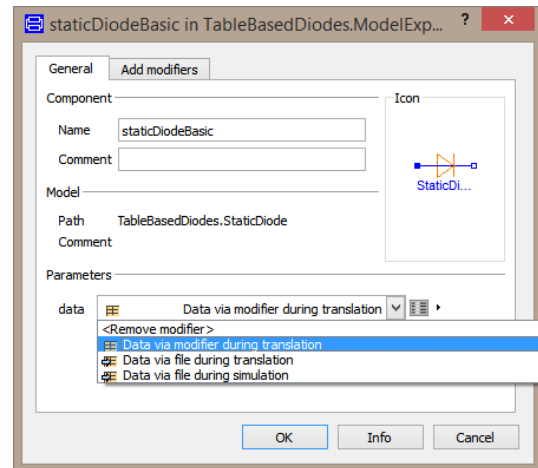 staticDiodeBasic in TableBasedDiodes.ModelExp... ? ×
General Add modifiers
Component
Icon
Name staticDiodeBasic
Comment
StaticDi...
Model
Path TableBasedDiodes.StaticDiode
Comment
Parameters
data Data via modifier during translation
<Remove modifier>
Data via modifier during translation
Data via file during translation
Data via file during simulation
OK Info Cancel